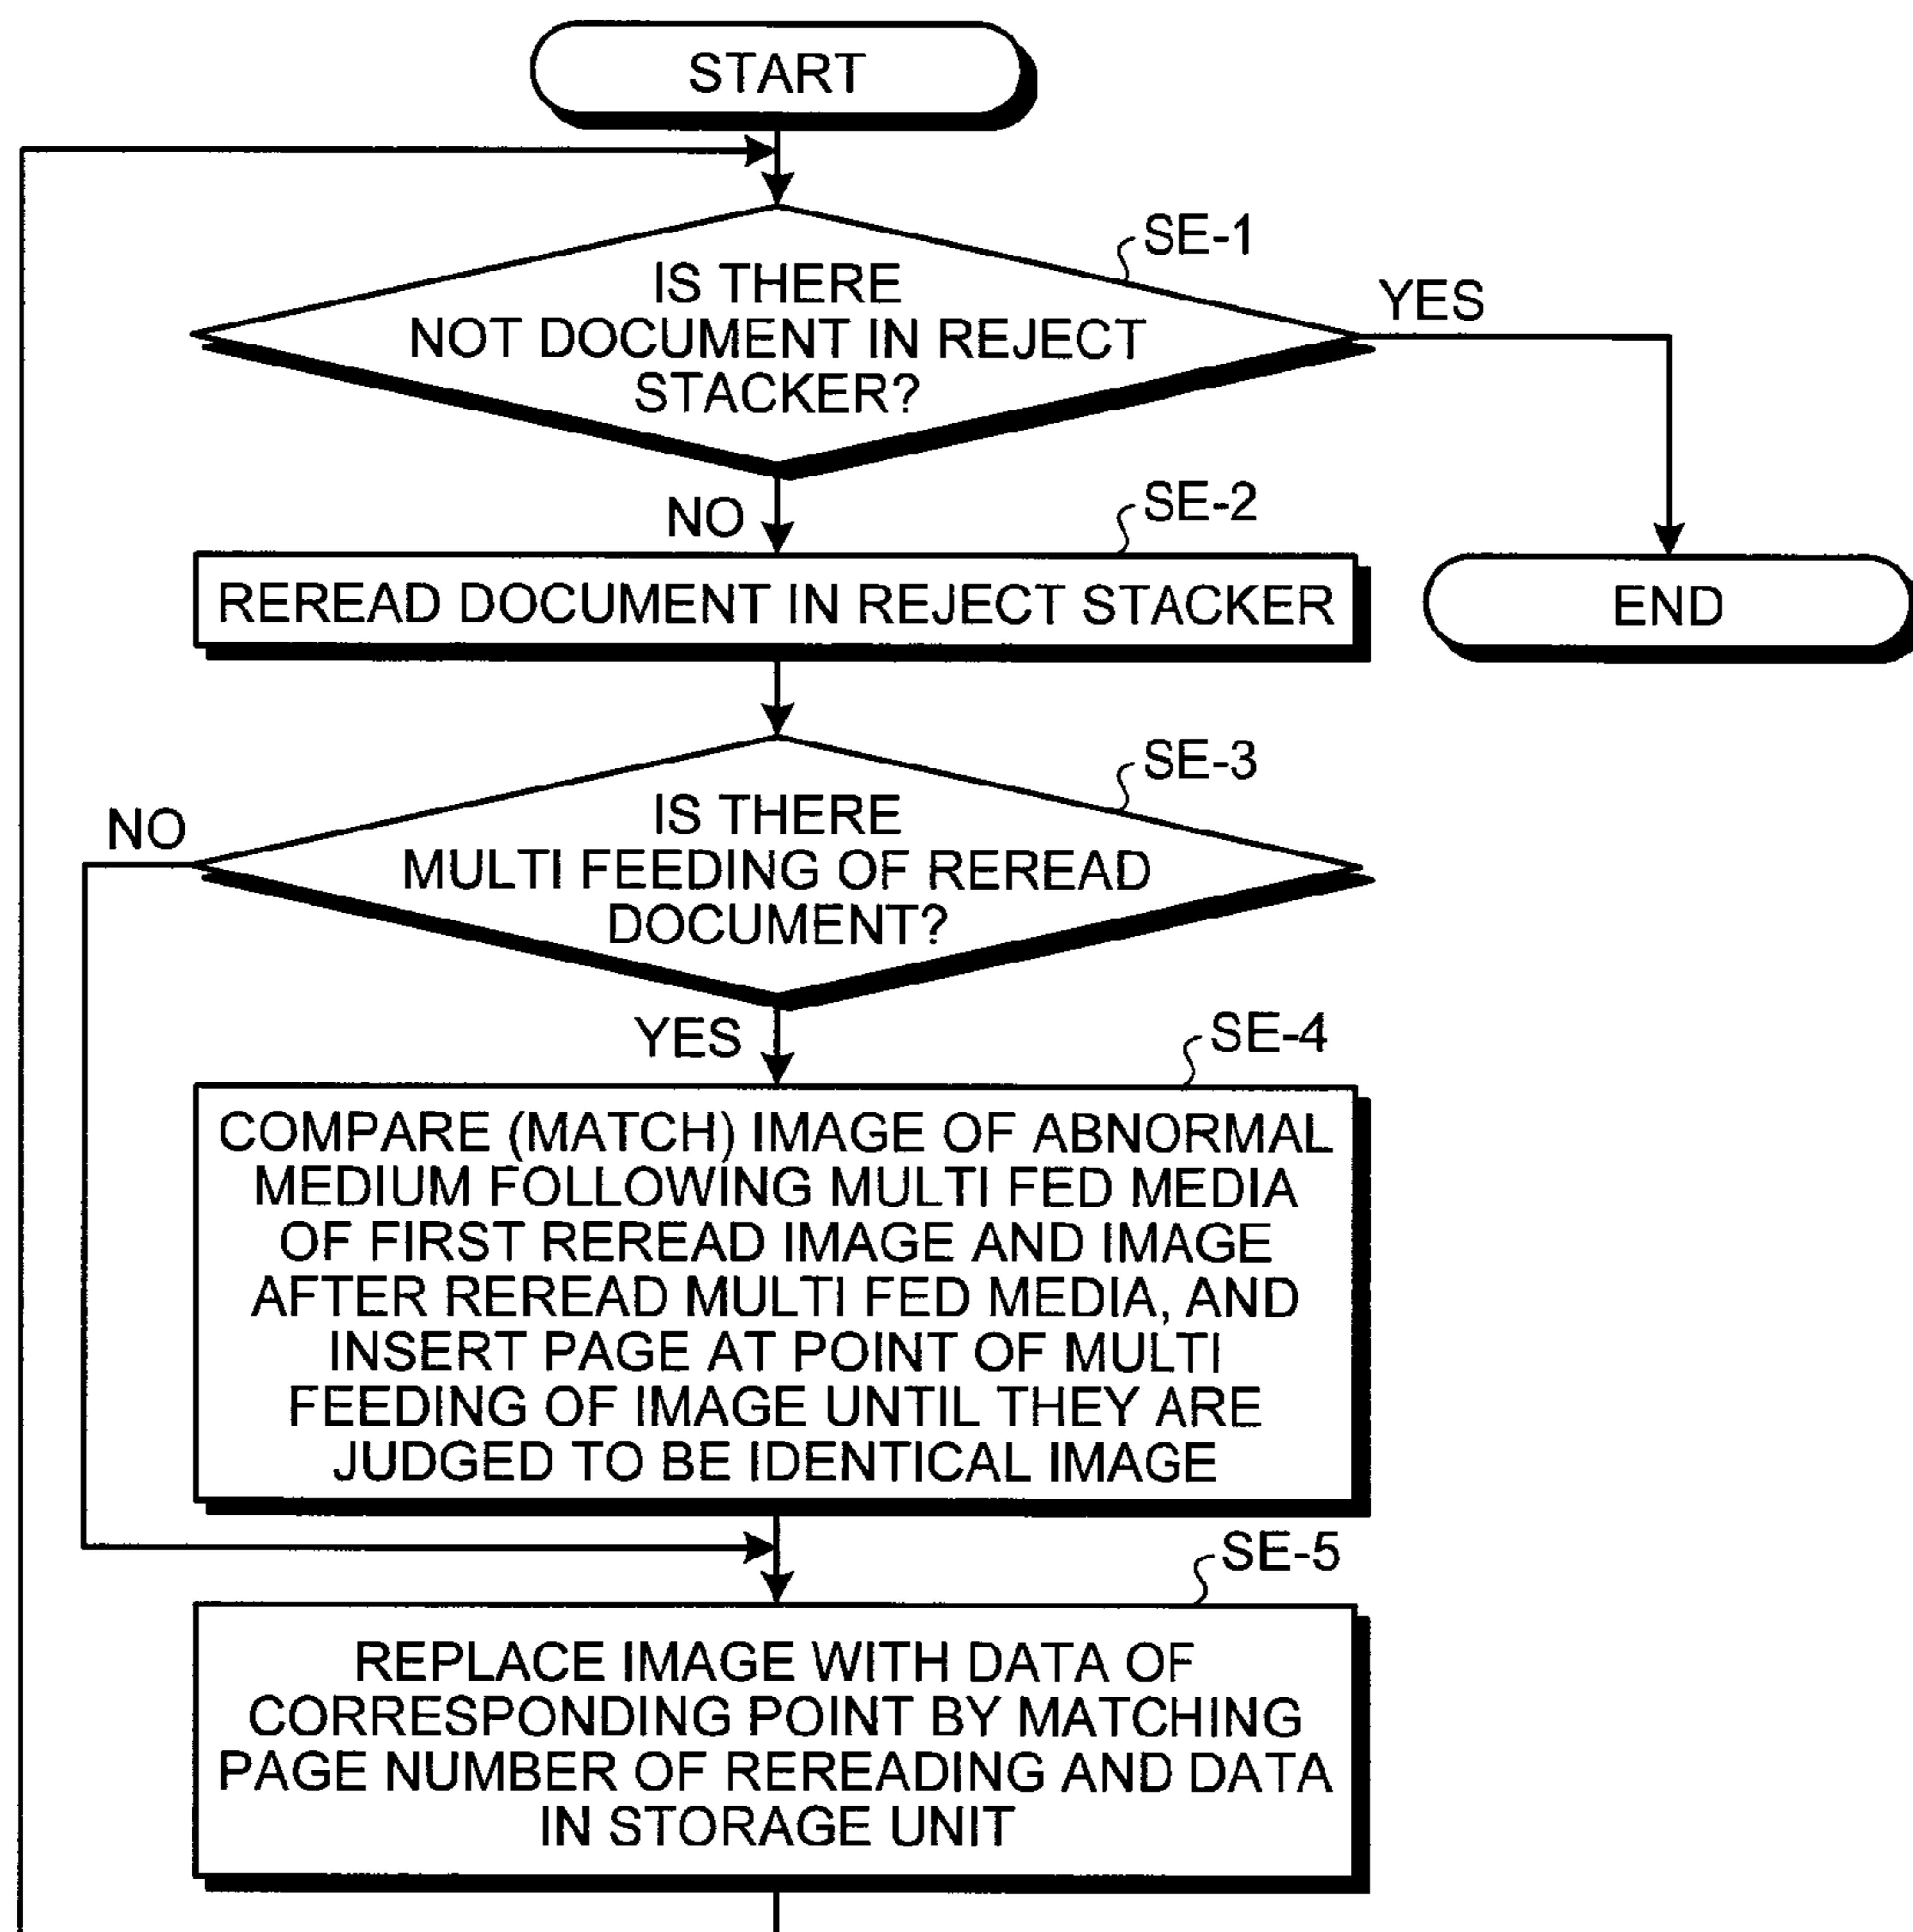 START
SE-1
IS THERE
NOT DOCUMENT IN REJECT
STACKER?
YES
NO
SE-2
REREAD DOCUMENT IN REJECT STACKER
END
SE-3
IS THERE
MULTI FEEDING OF REREAD
DOCUMENT?
NO
YES
SE-4
COMPARE (MATCH) IMAGE OF ABNORMAL
MEDIUM FOLLOWING MULTI FED MEDIA
OF FIRST REREAD IMAGE AND IMAGE
AFTER REREAD MULTI FED MEDIA, AND
INSERT PAGE AT POINT OF MULTI
FEEDING OF IMAGE UNTIL THEY ARE
JUDGED TO BE IDENTICAL IMAGE
SE-5
REPLACE IMAGE WITH DATA OF
CORRESPONDING POINT BY MATCHING
PAGE NUMBER OF REREADING AND DATA
IN STORAGE UNIT